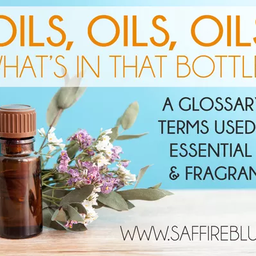 OILS, OILS, OILS
WHAT'S IN THAT BOTTLE
A GLOSSARY
TERMS USED
ESSENTIAL
& FRAGRAN
WWW.SAFFIREBLU